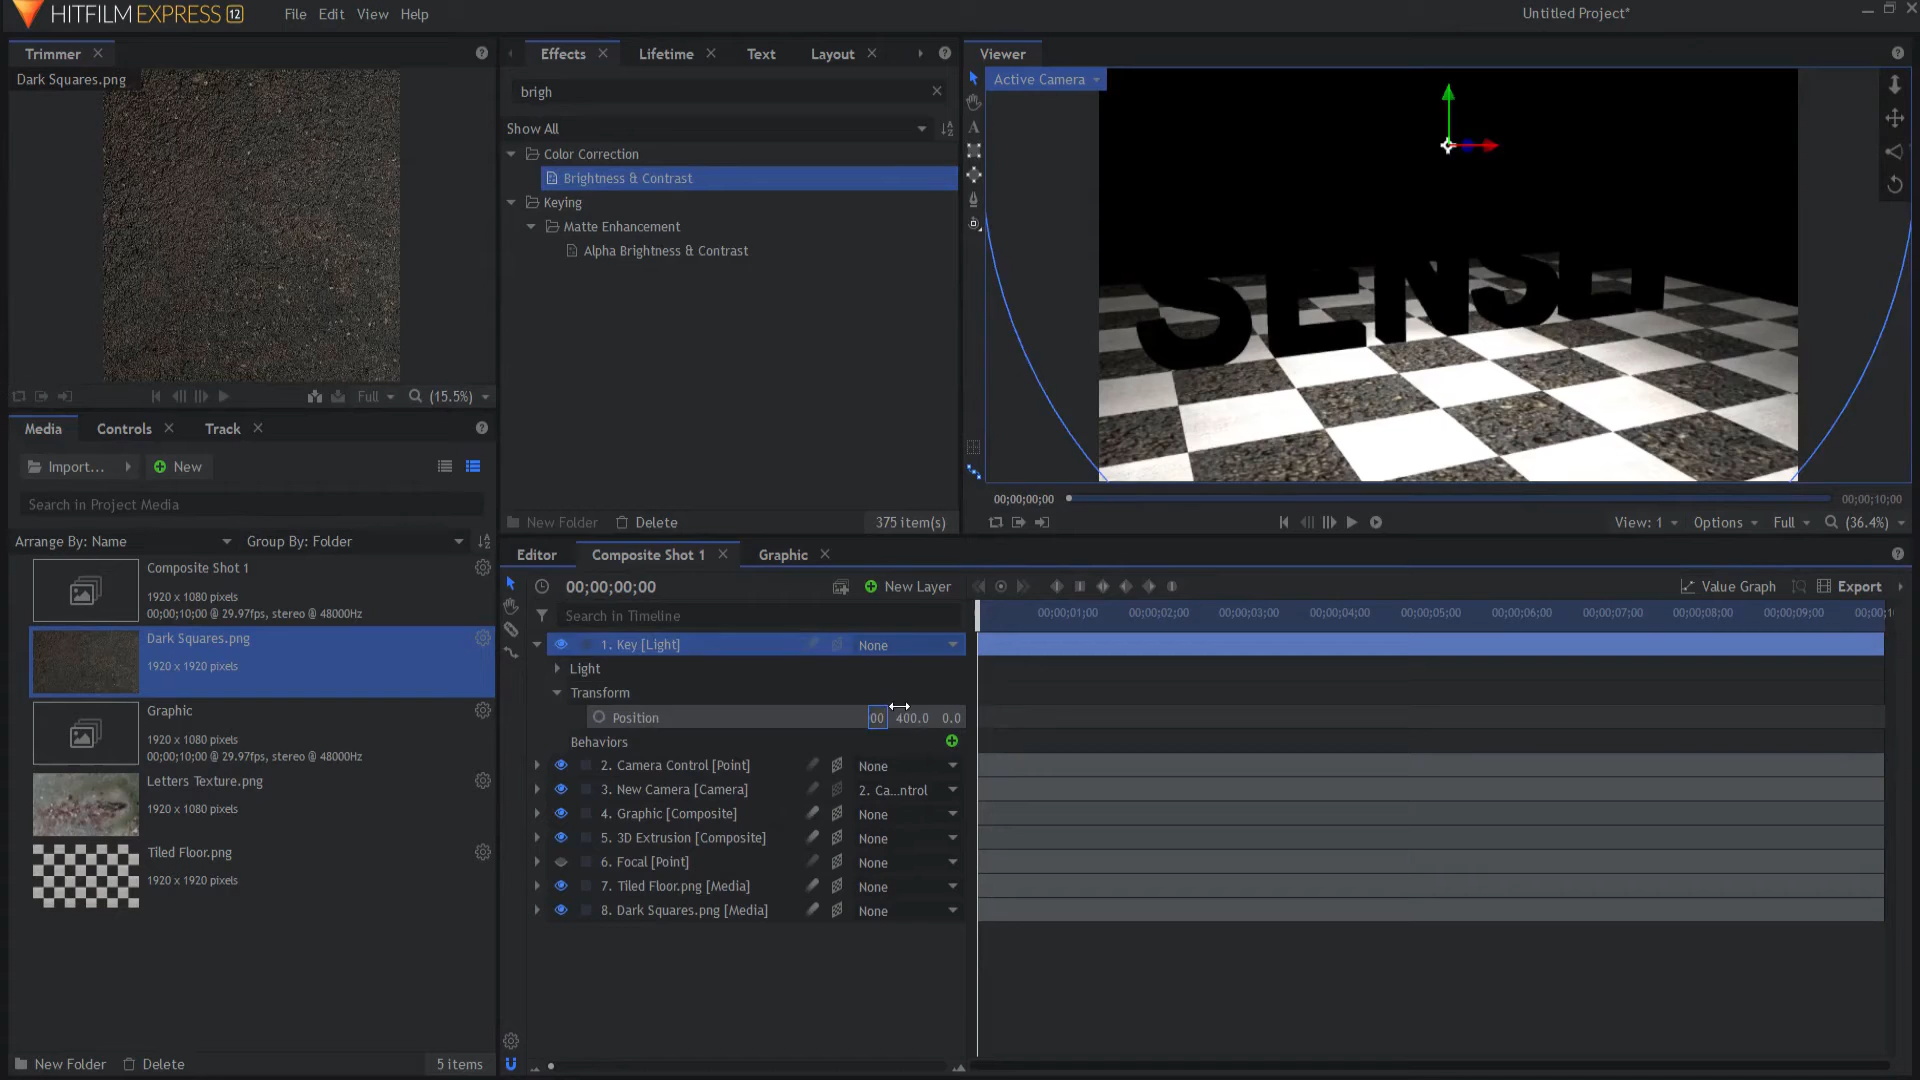 HITFILM EXPRESS 12
File Edit View Help
Untitled Project*
Trimmer
Dark Squares.png
Full (15.5%)
Media Controls Track
Import... New
Search in Project Media
Arrange By: Name Group By: Folder
Composite Shot 1
1920 x 1080 pixels
00;00;10;00 @ 29.97fps, stereo @ 48000Hz
Dark Squares.png
1920 x 1920 pixels
Graphic
1920 x 1080 pixels
00;00;10;00 @ 29.97fps, stereo @ 48000Hz
Letters Texture.png
1920 x 1080 pixels
Tiled Floor.png
1920 x 1920 pixels
New Folder Delete 5 items
Effects Lifetime Text Layout
brigh
Show All
Color Correction
Brightness & Contrast
Keying
Matte Enhancement
Alpha Brightness & Contrast
New Folder Delete 375 item(s)
Viewer
Active Camera
SENSEI
00;00;00;00 00;00;10;00
View: 1 Options Full (36.4%)
Editor Composite Shot 1 Graphic
00;00;00;00 New Layer Value Graph Export
Search in Timeline
00;00;01;00 00;00;02;00 00;00;03;00 00;00;04;00 00;00;05;00 00;00;06;00 00;00;07;00 00;00;08;00 00;00;09;00 00;00;1
1. Key [Light] None
Light
Transform
Position 00 400.0 0.0
Behaviors
2. Camera Control [Point] None
3. New Camera [Camera] 2. Ca...ntrol
4. Graphic [Composite] None
5. 3D Extrusion [Composite] None
6. Focal [Point] None
7. Tiled Floor.png [Media] None
8. Dark Squares.png [Media] None